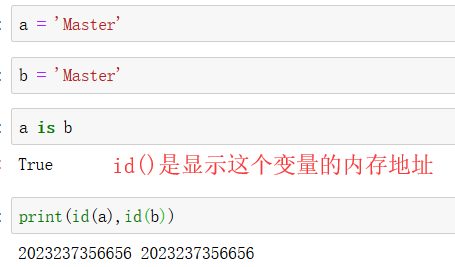 a = 'Master'
b = 'Master'
a is b
True
id()是显示这个变量的内存地址
print(id(a),id(b))
2023237356656 2023237356656